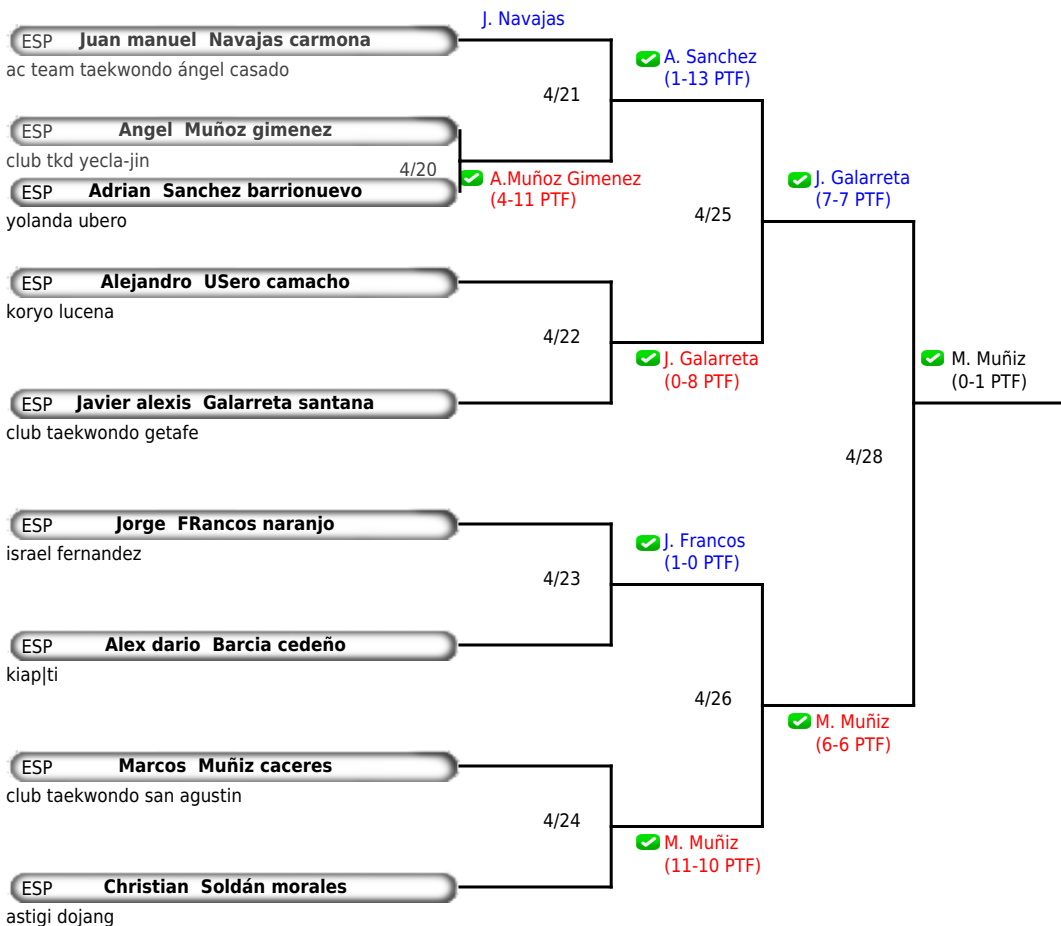 J. Navajas
ESP Juan manuel Navajas carmona
ac team taekwondo ángel casado
A. Sanchez
(1-13 PTF)
4/21
ESP Angel Muñoz gimenez
club tkd yecla-jin
4/20
A.Muñoz Gimenez
(4-11 PTF)
ESP Adrian Sanchez barrionuevo
yolanda ubero
J. Galarreta
(7-7 PTF)
4/25
ESP Alejandro USero camacho
koryo lucena
4/22
J. Galarreta
(0-8 PTF)
M. Muñiz
(0-1 PTF)
ESP Javier alexis Galarreta santana
club taekwondo getafe
4/28
ESP Jorge FRancos naranjo
israel fernandez
J. Francos
(1-0 PTF)
4/23
ESP Alex dario Barcia cedeño
kiap|ti
4/26
M. Muñiz
(6-6 PTF)
ESP Marcos Muñiz caceres
club taekwondo san agustin
4/24
M. Muñiz
(11-10 PTF)
ESP Christian Soldán morales
astigi dojang